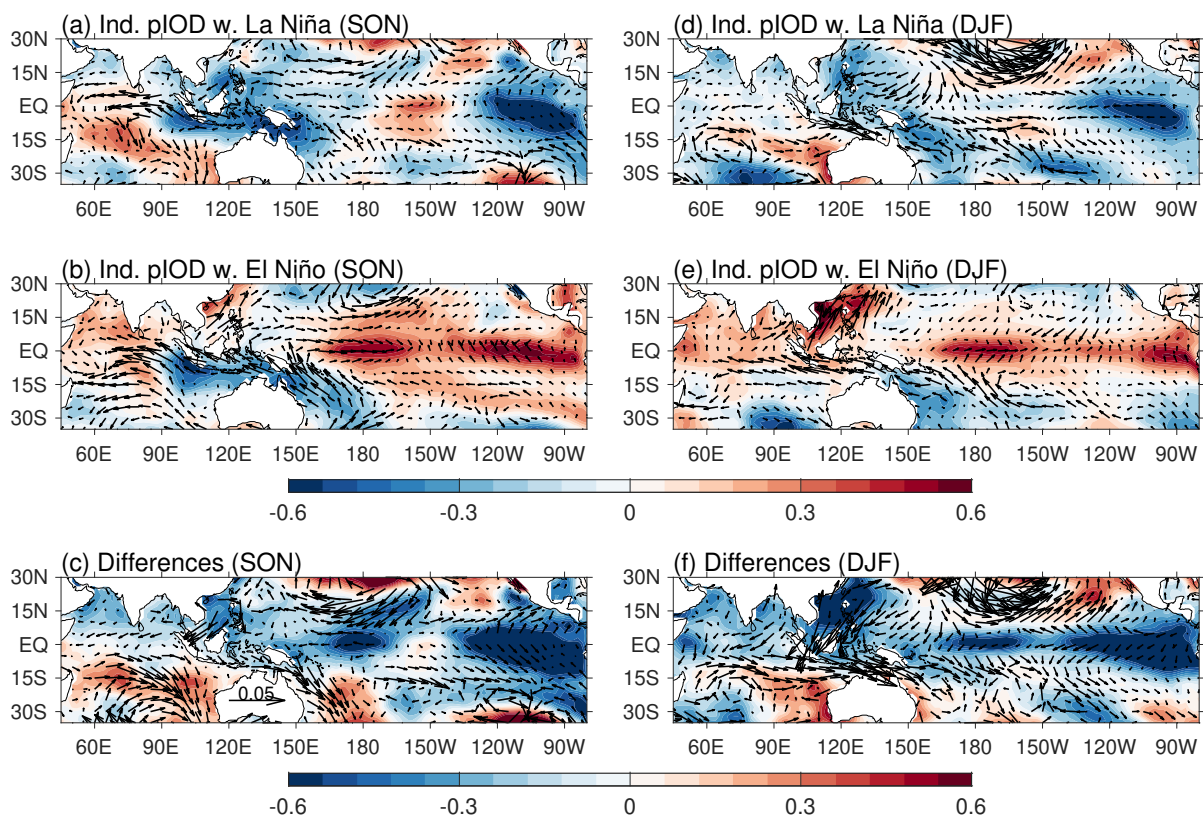 (a) Ind. pIOD w. La Niña (SON)
30N
15N
EQ
15S
30S
60E 90E 120E 150E 180 150W 120W 90W
(d) Ind. pIOD w. La Niña (DJF)
30N
15N
EQ
15S
30S
60E 90E 120E 150E 180 150W 120W 90W
(b) Ind. pIOD w. El Niño (SON)
30N
15N
EQ
15S
30S
60E 90E 120E 150E 180 150W 120W 90W
(e) Ind. pIOD w. El Niño (DJF)
30N
15N
EQ
15S
30S
60E 90E 120E 150E 180 150W 120W 90W
-0.6 -0.3 0 0.3 0.6
(c) Differences (SON)
30N
15N
EQ
15S
30S
0.05
60E 90E 120E 150E 180 150W 120W 90W
(f) Differences (DJF)
30N
15N
EQ
15S
30S
60E 90E 120E 150E 180 150W 120W 90W
-0.6 -0.3 0 0.3 0.6